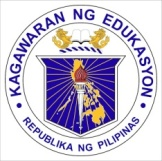 KAGAWARAN NG EDUKASYON
REPUBLIKA NG PILIPINAS